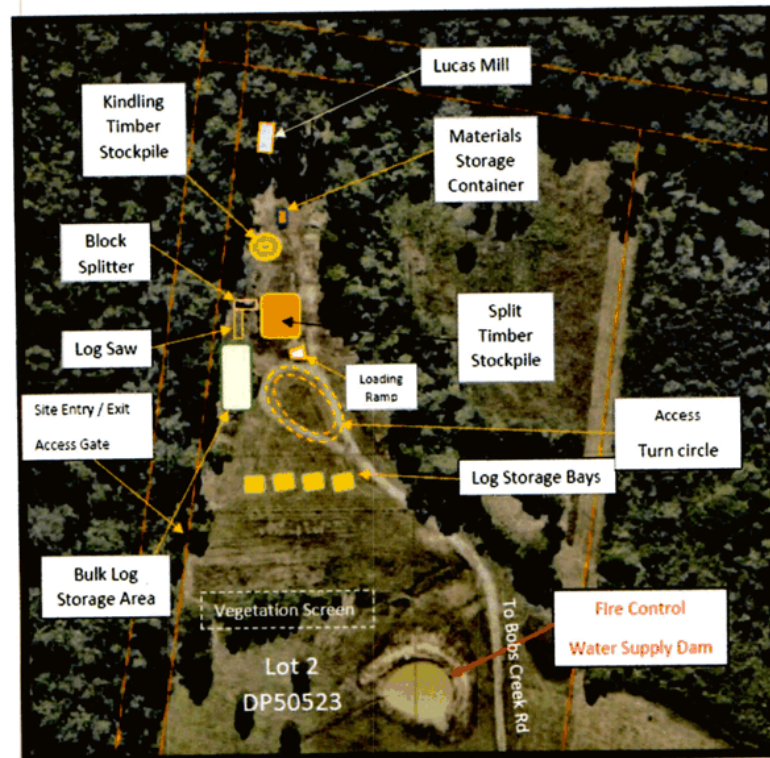 Lucas Mill
Kindling
Timber
Stockpile
Materials
Storage
Container
Block
Splitter
Split
Timber
Stockpile
Log Saw
Loading
Ramp
Site Entry / Exit
Access Gate
Access
Turn circle
Log Storage Bays
Bulk Log
Storage Area
Vegetation Screen
To Bobs Creek Rd
Fire Control
Water Supply Dam
Lot 2
DP50523